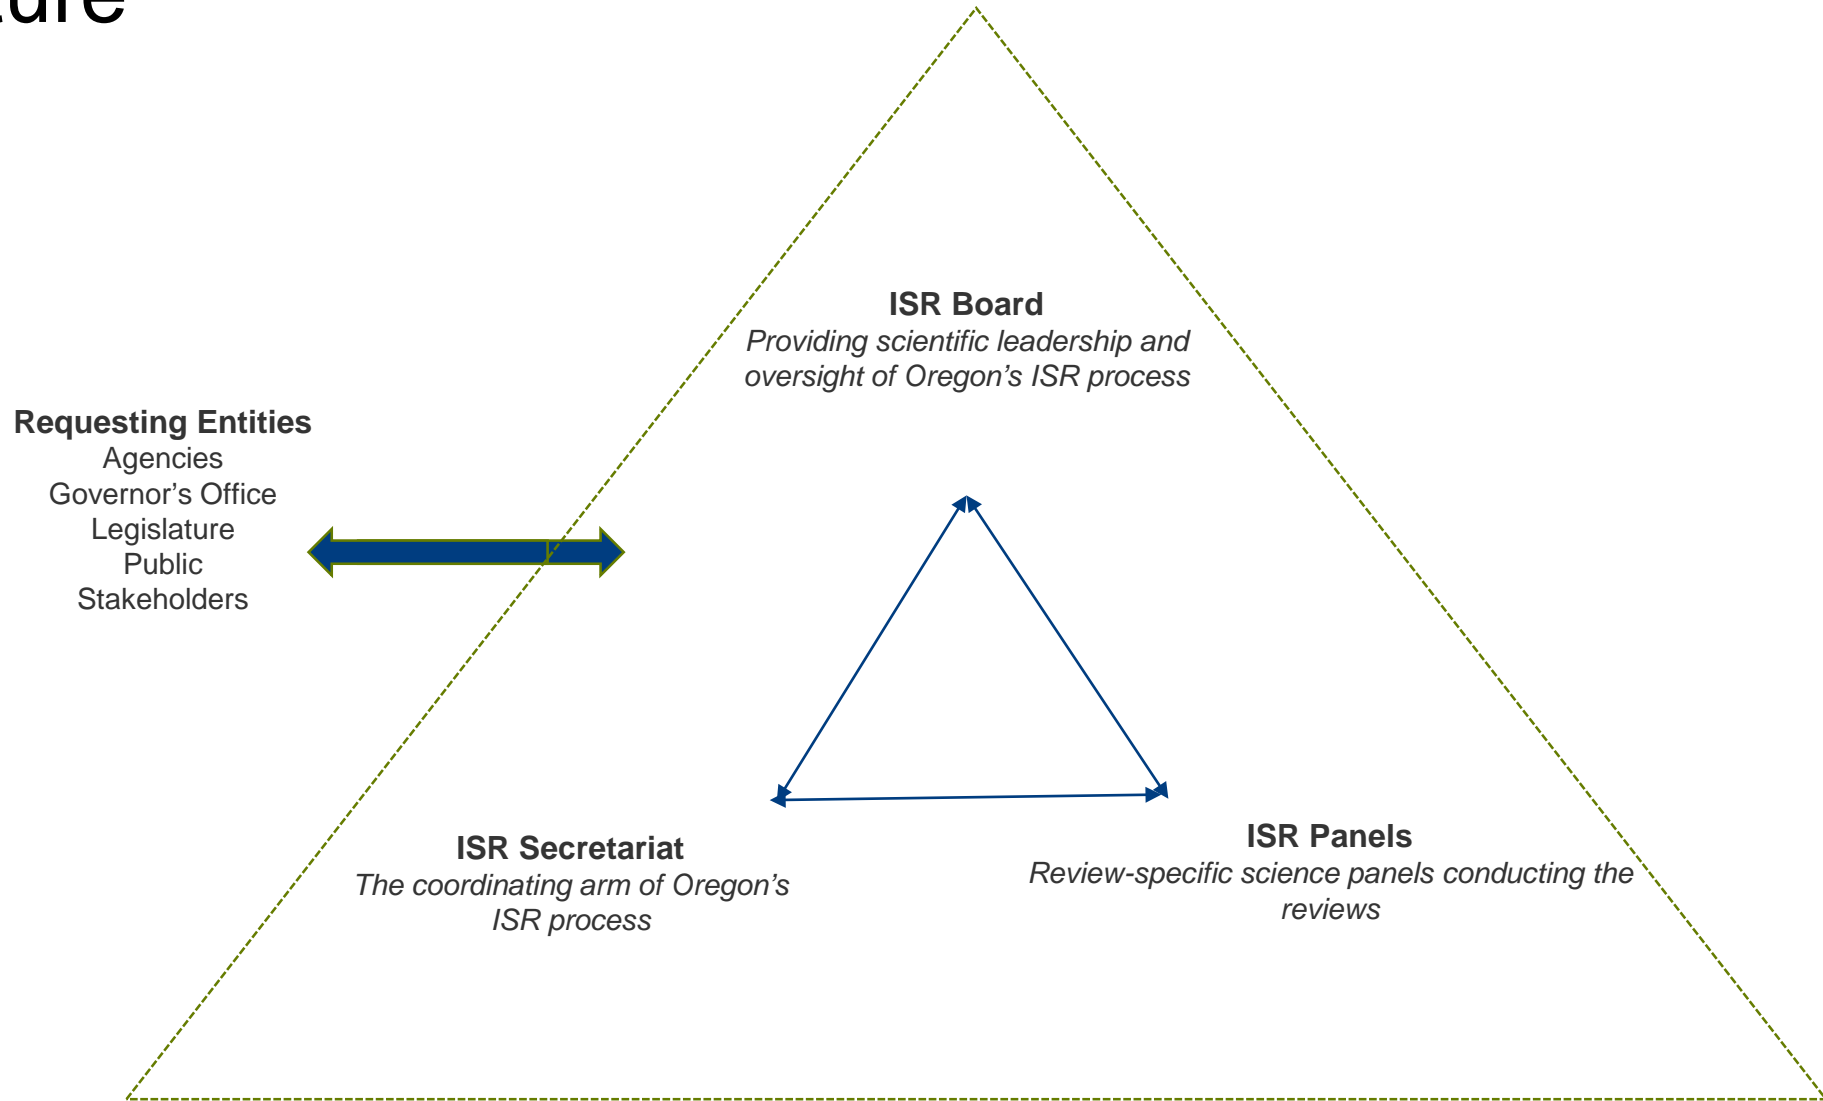 ISR Board
Providing scientific leadership and
oversight of Oregon’s ISR process
Requesting Entities
Agencies
Governor’s Office
Legislature
Public
Stakeholders
ISR Secretariat
The coordinating arm of Oregon’s
ISR process
ISR Panels
Review-specific science panels conducting the
reviews